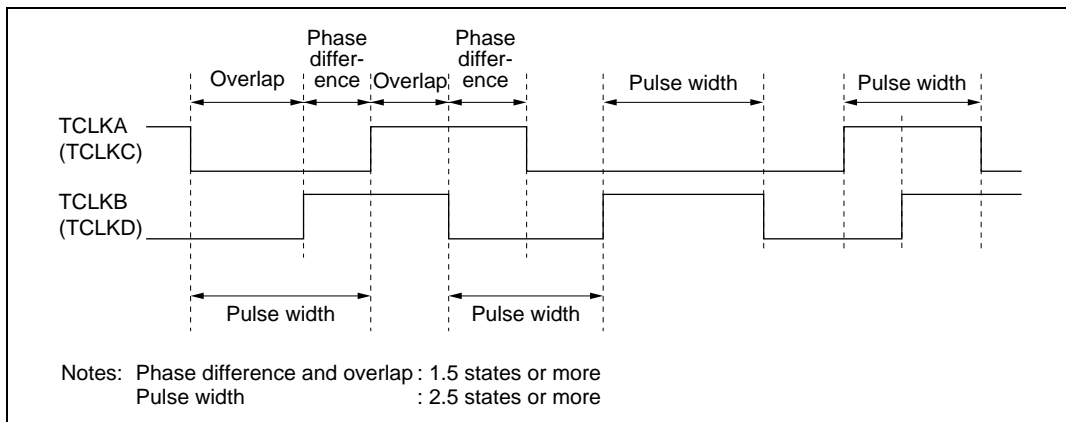 Phase
differ-
ence
Phase
differ-
ence
Overlap
Overlap
Pulse width
Pulse width
TCLKA
(TCLKC)
TCLKB
(TCLKD)
Pulse width
Pulse width
Notes: Phase difference and overlap : 1.5 states or more
Pulse width : 2.5 states or more